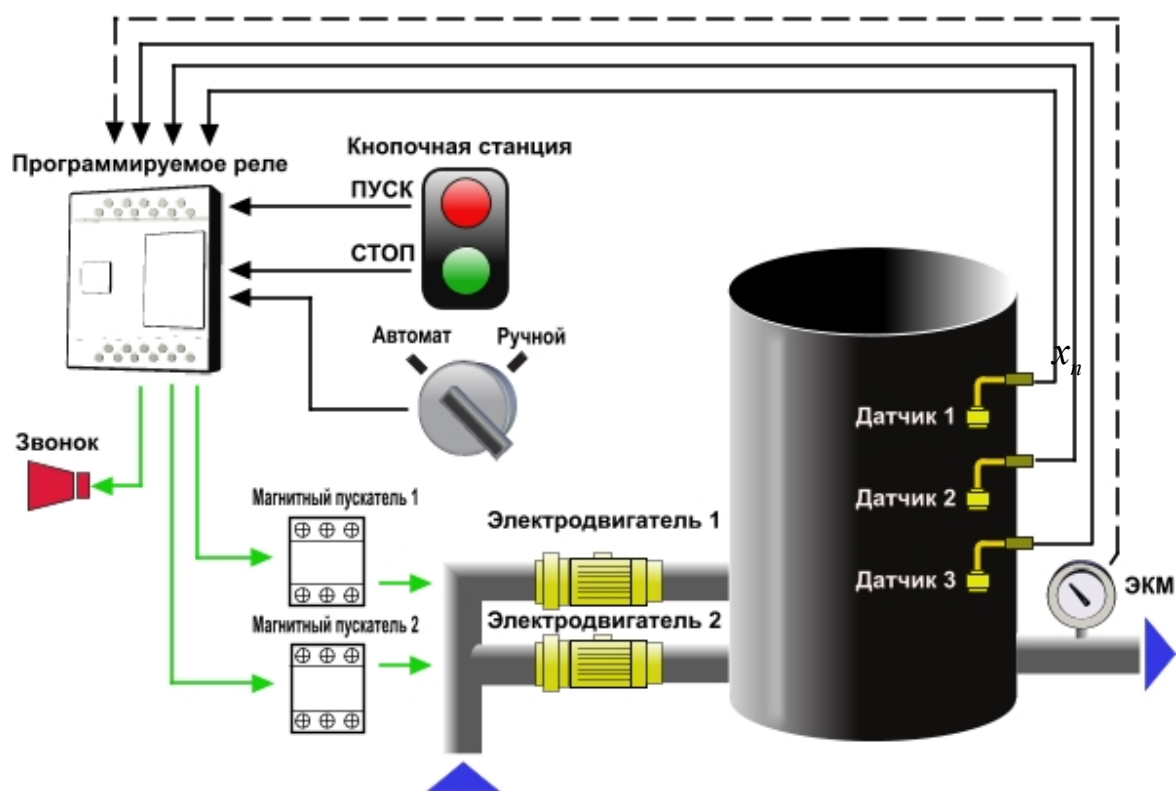 Программируемое реле
Кнопочная станция
ПУСК
СТОП
Автомат
Ручной
Звонок
Магнитный пускатель 1
Магнитный пускатель 2
Электродвигатель 1
Электродвигатель 2
xₙ
Датчик 1
Датчик 2
Датчик 3
ЭКМ